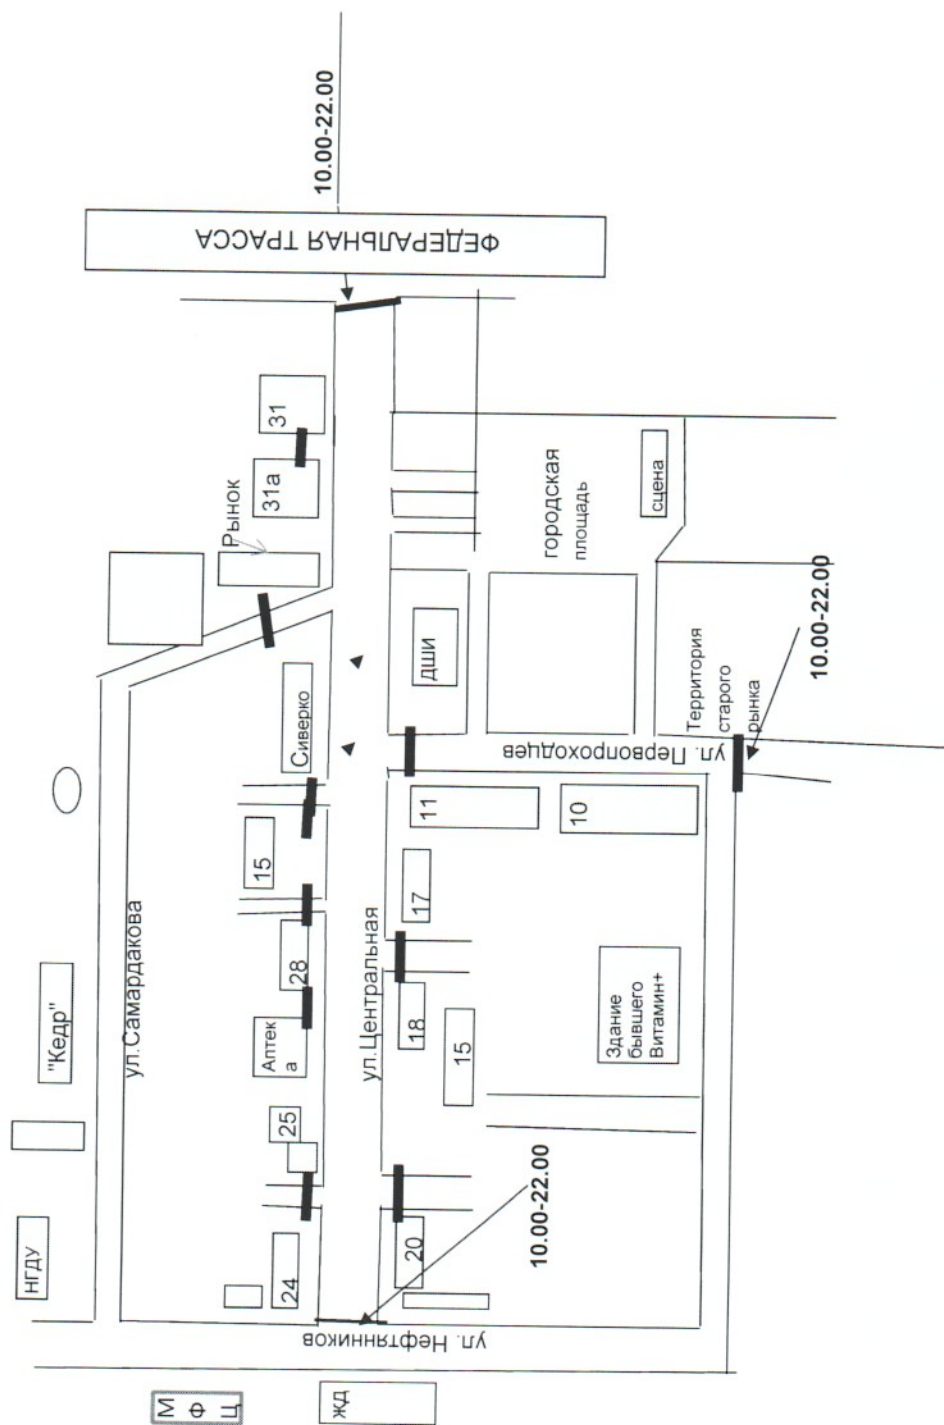 10.00-22.00
ФЕДЕРАЛЬНАЯ ТРАССА
31
31а
Рынок
городская
площадь
сцена
ДШИ
Сиверко
ул. Первопроходцев
Территория
старого
рынка
10.00-22.00
15
11
10
17
28
ул.Самардакова
ул.Центральная
"Кедр"
Аптек
а
18
15
Здание
бывшего
Витамин+
25
НГДУ
24
20
10.00-22.00
ул. Нефтянников
М
Ф
Ц
ЖД